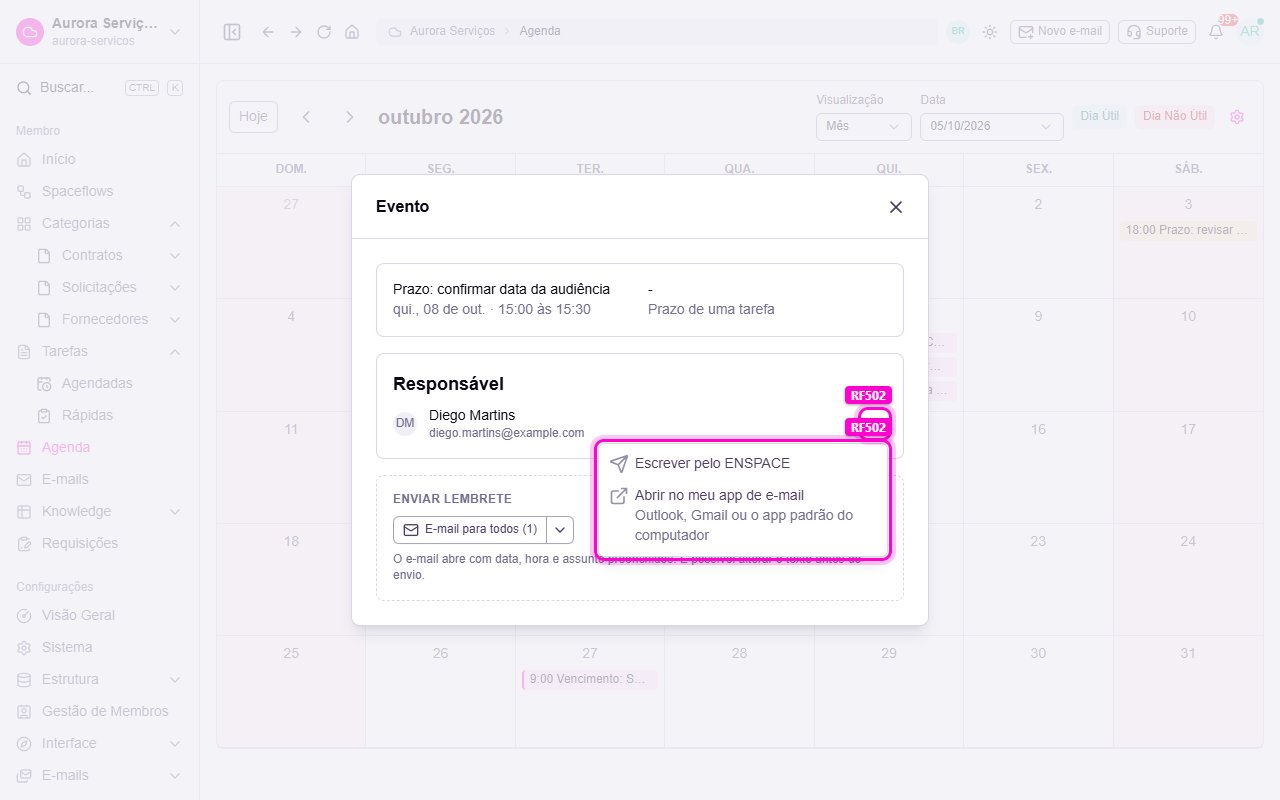 Aurora Serviç...
aurora-servicos
Aurora Serviços
Agenda
BR
Novo e-mail
Suporte
99+
AR
Buscar...
CTRL
K
Membro
Início
Spaceflows
Categorias
Contratos
Solicitações
Fornecedores
Tarefas
Agendadas
Rápidas
Agenda
E-mails
Knowledge
Requisições
Configurações
Visão Geral
Sistema
Estrutura
Gestão de Membros
Interface
E-mails
Hoje
outubro 2026
Visualização
Mês
Data
05/10/2026
Dia Útil
Dia Não Útil
DOM.
SEG.
TER.
QUA.
QUI.
SEX.
SÁB.
27
2
3
18:00 Prazo: revisar ...
4
9
10
11
16
17
18
23
24
25
26
27
28
29
30
31
9:00 Vencimento: S...
Evento
Prazo: confirmar data da audiência
qui., 08 de out. · 15:00 às 15:30
-
Prazo de uma tarefa
Responsável
DM
Diego Martins
diego.martins@example.com
RF502
RF502
Escrever pelo ENSPACE
Abrir no meu app de e-mail
Outlook, Gmail ou o app padrão do
computador
ENVIAR LEMBRETE
E-mail para todos (1)
O e-mail abre com data, hora e assunto preenchidos. É possível alterar o texto antes do
envio.